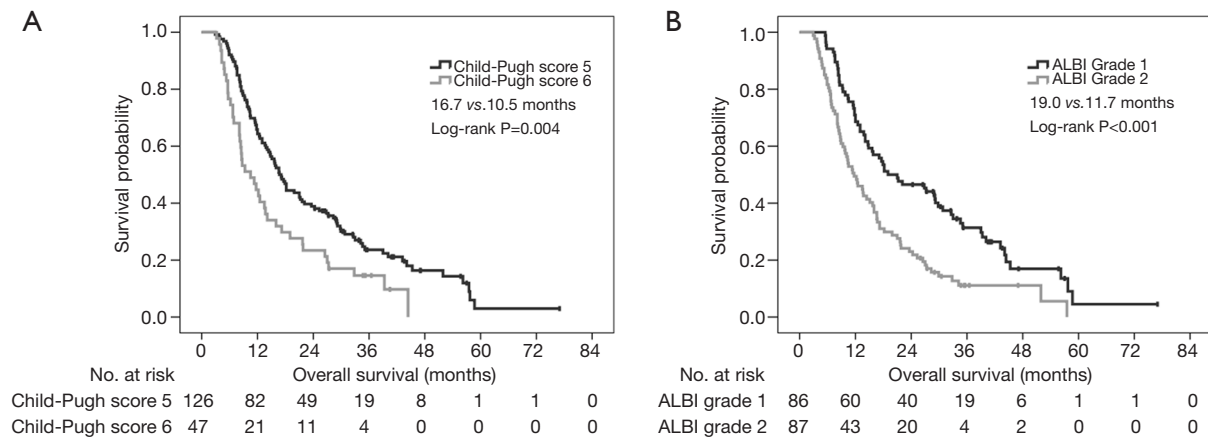 A
1.0
0.8
0.6
0.4
0.2
0.0
Survival probability
Child-Pugh score 5
Child-Pugh score 6
16.7 vs.10.5 months
Log-rank P=0.004
0 12 24 36 48 60 72 84
No. at risk Overall survival (months)
Child-Pugh score 5 126 82 49 19 8 1 1 0
Child-Pugh score 6 47 21 11 4 0 0 0 0
B
1.0
0.8
0.6
0.4
0.2
0.0
Survival probability
ALBI Grade 1
ALBI Grade 2
19.0 vs.11.7 months
Log-rank P<0.001
0 12 24 36 48 60 72 84
No. at risk Overall survival (months)
ALBI grade 1 86 60 40 19 6 1 1 0
ALBI grade 2 87 43 20 4 2 0 0 0